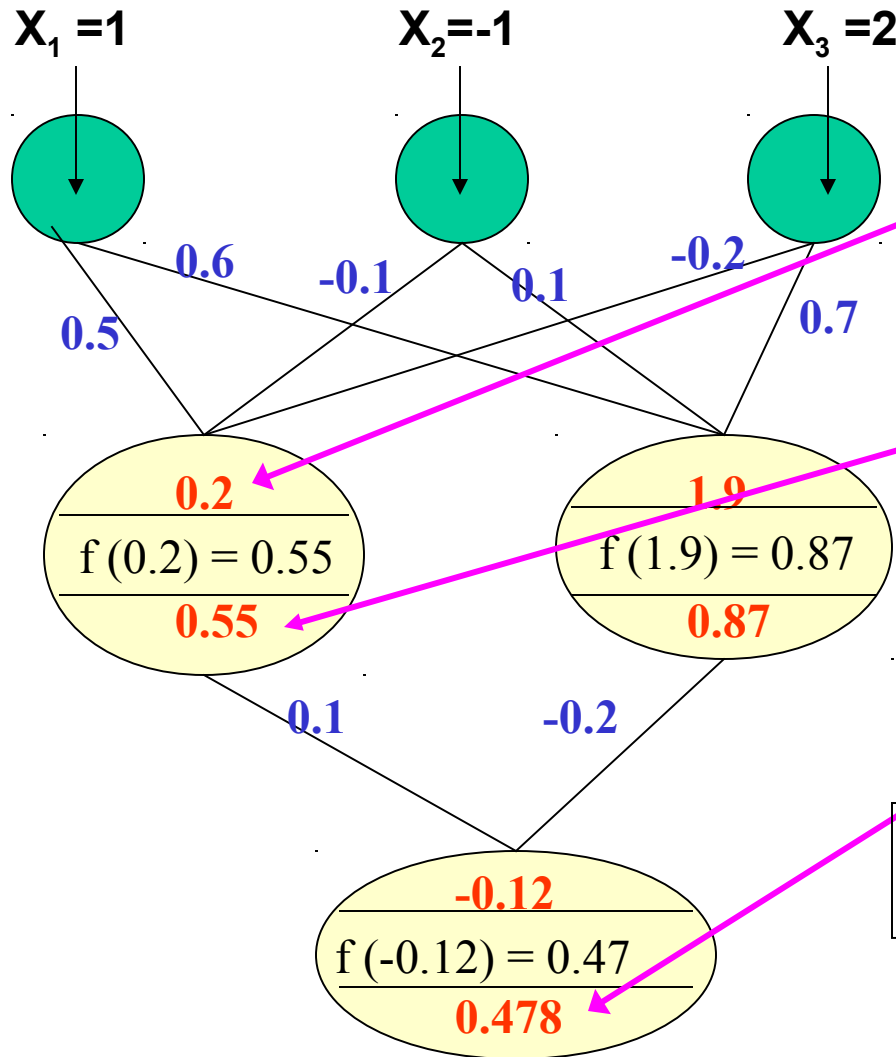 X1 =1 X2=-1 X3 =2
0.6 -0.1 0.1 -0.2
0.5 0.7
0.2 1.9
f (0.2) = 0.55 f (1.9) = 0.87
0.55 0.87
0.1 -0.2
-0.12
f (-0.12) = 0.47
0.478